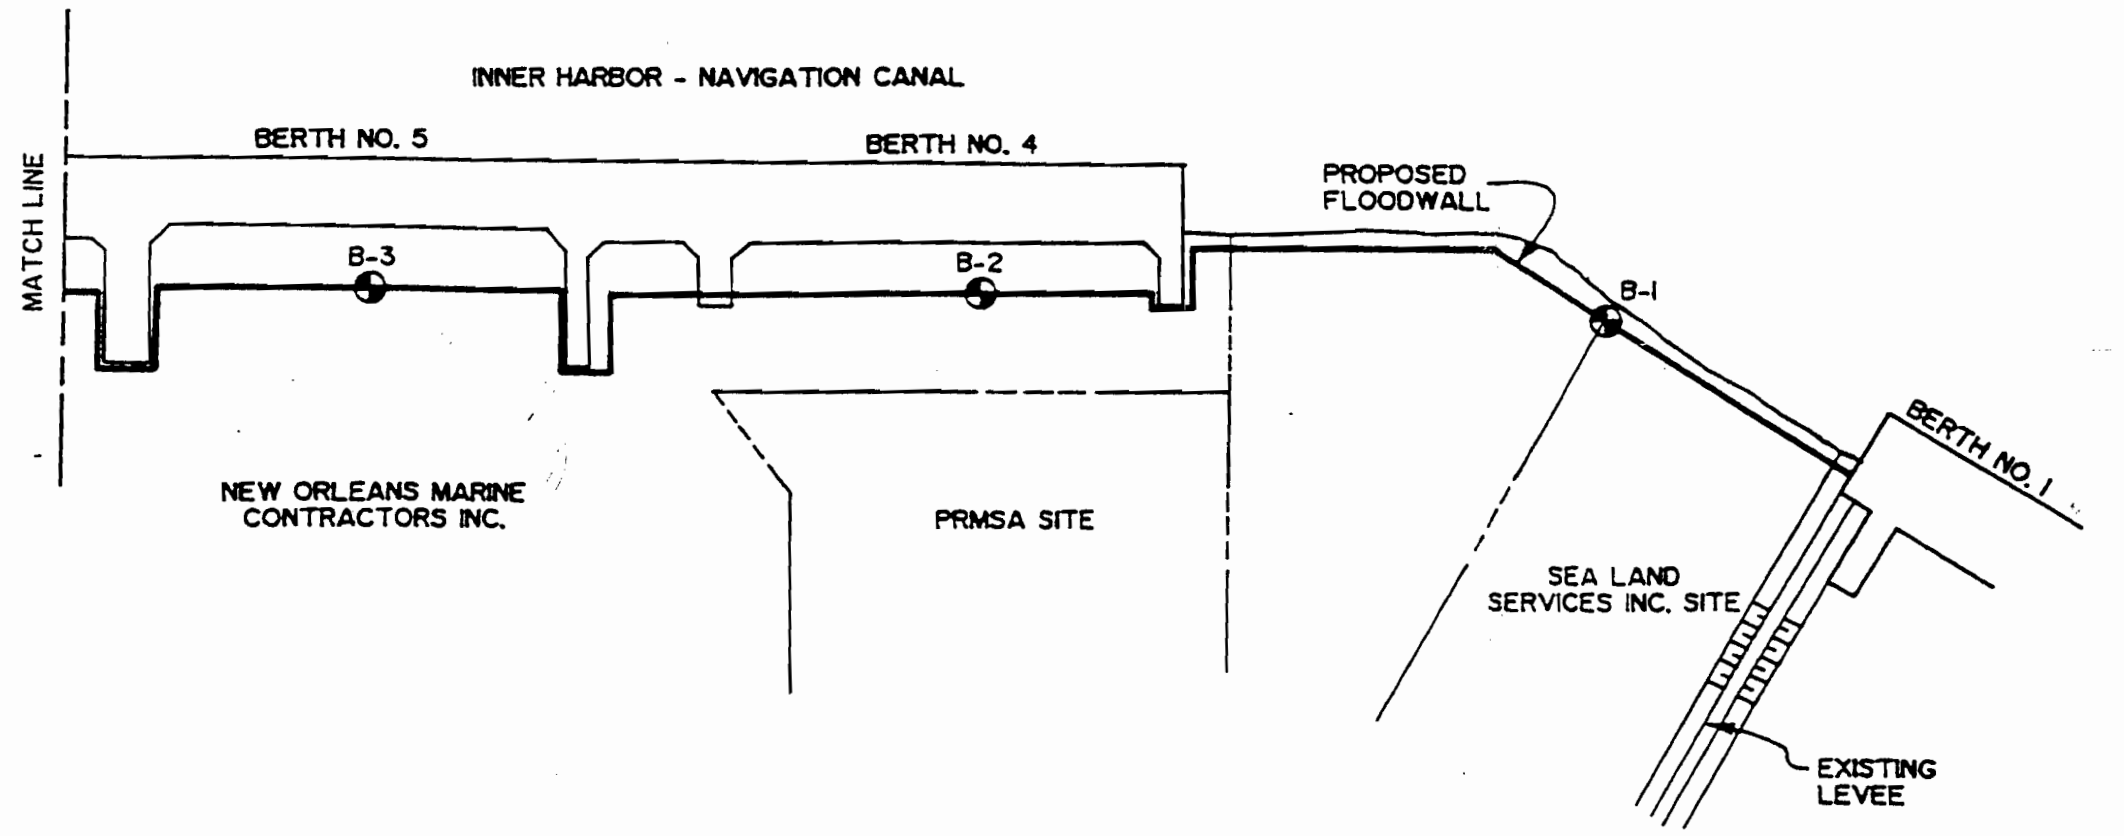 INNER HARBOR - NAVIGATION CANAL
BERTH NO. 5
BERTH NO. 4
MATCH LINE
PROPOSED
FLOODWALL
B-3
B-2
B-1
BERTH NO. 1
NEW ORLEANS MARINE
CONTRACTORS INC.
PRMSA SITE
SEA LAND
SERVICES INC. SITE
EXISTING
LEVEE